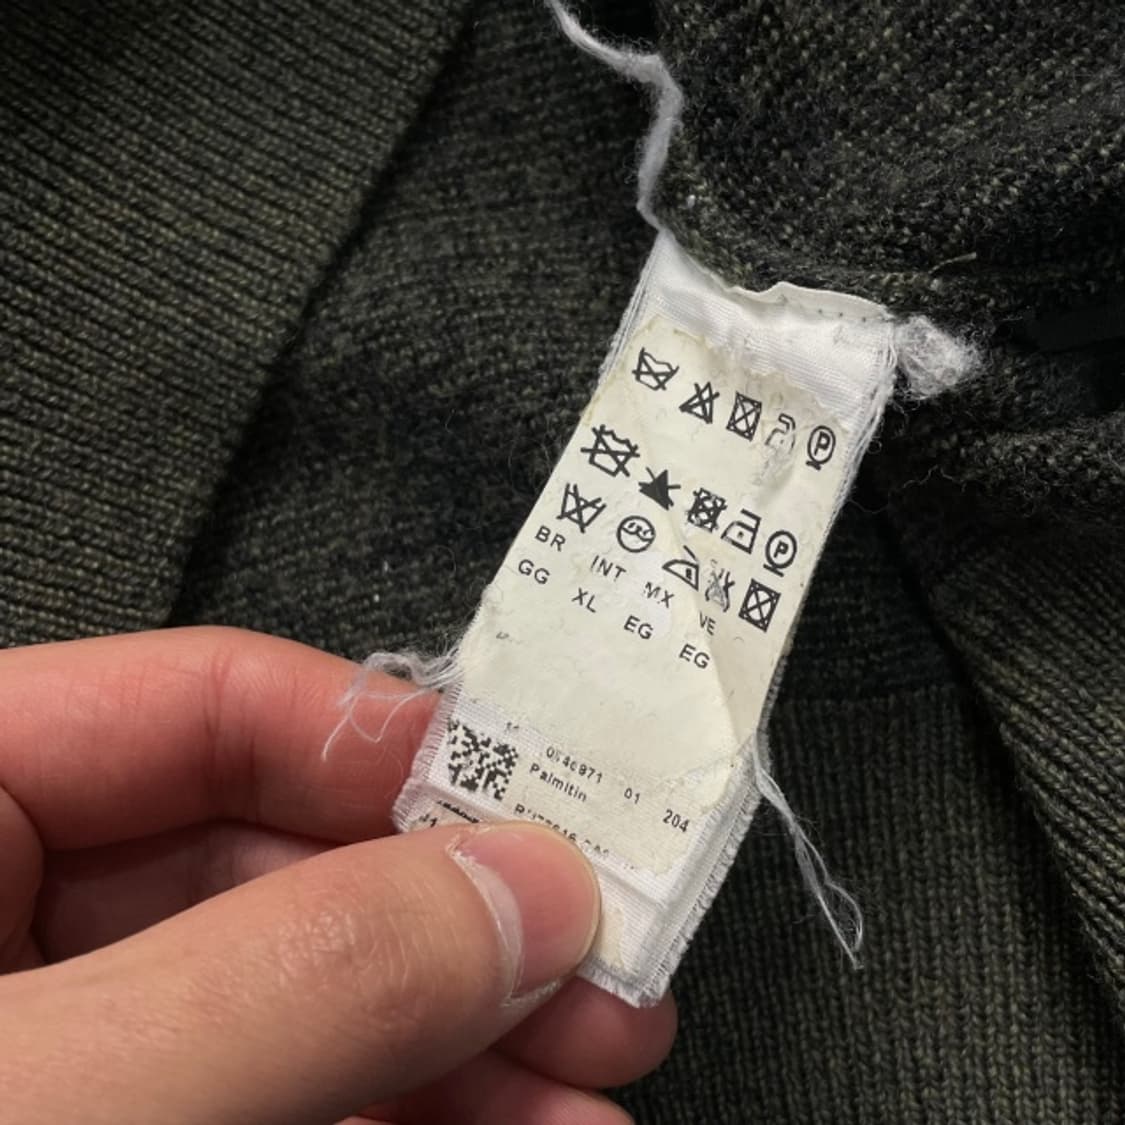 P
P
BR INT MX VE
GG XL EG EG
01 204
Palmitin